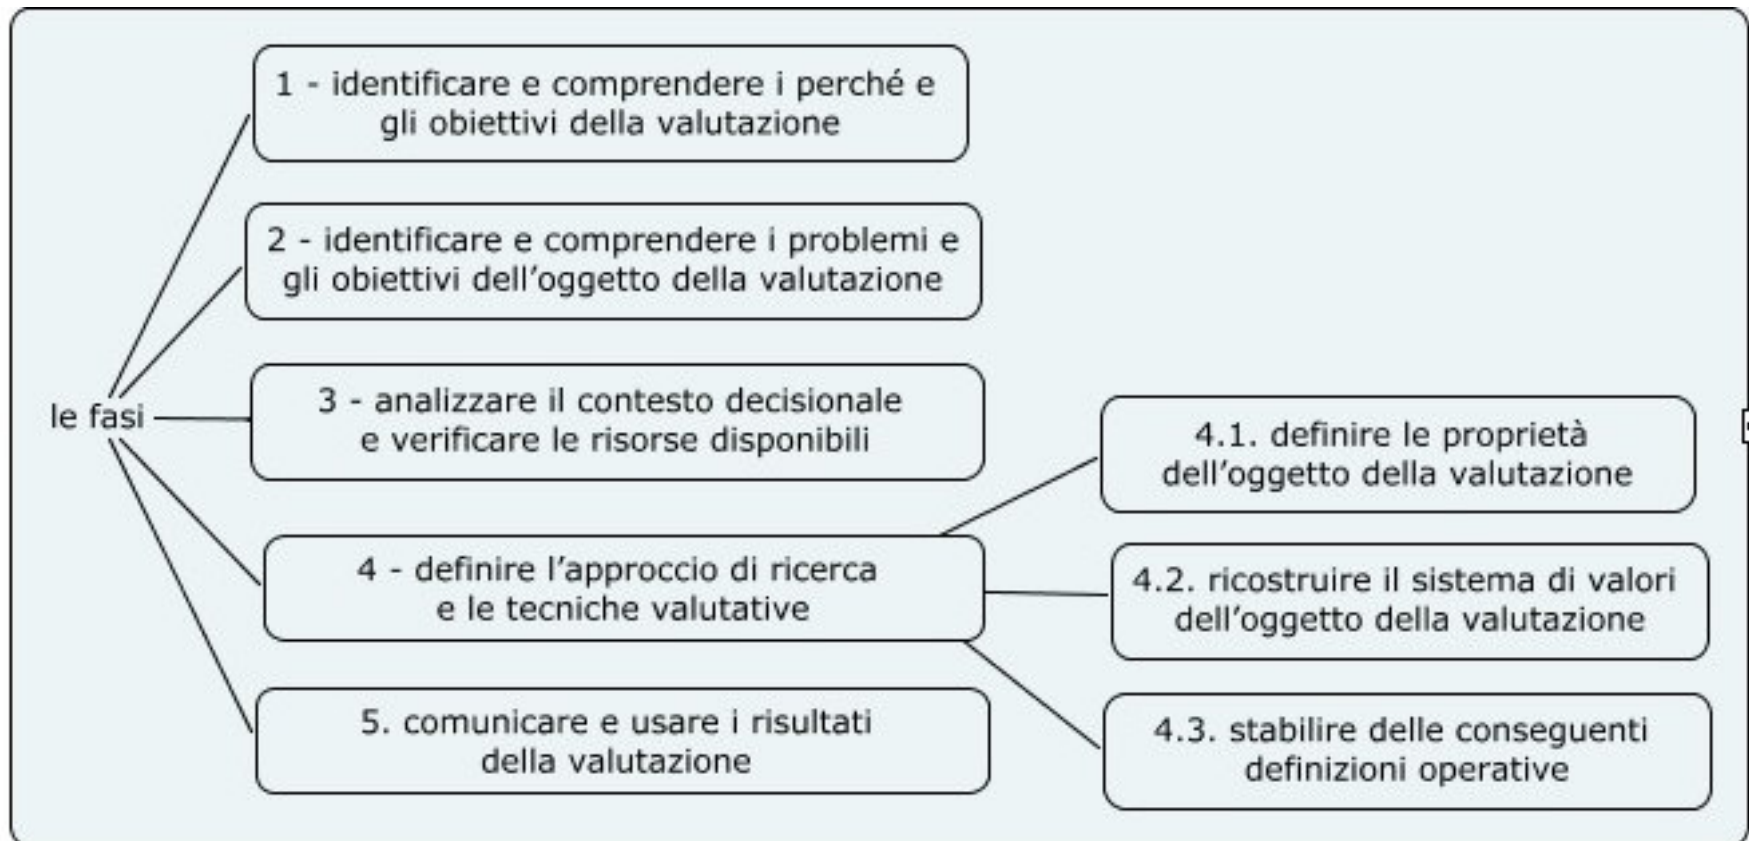 1 - identificare e comprendere i perché e
gli obiettivi della valutazione
2 - identificare e comprendere i problemi e
gli obiettivi dell’oggetto della valutazione
le fasi
3 - analizzare il contesto decisionale
e verificare le risorse disponibili
4 - definire l’approccio di ricerca
e le tecniche valutative
4.1. definire le proprietà
dell’oggetto della valutazione
4.2. ricostruire il sistema di valori
dell’oggetto della valutazione
4.3. stabilire delle conseguenti
definizioni operative
5. comunicare e usare i risultati
della valutazione